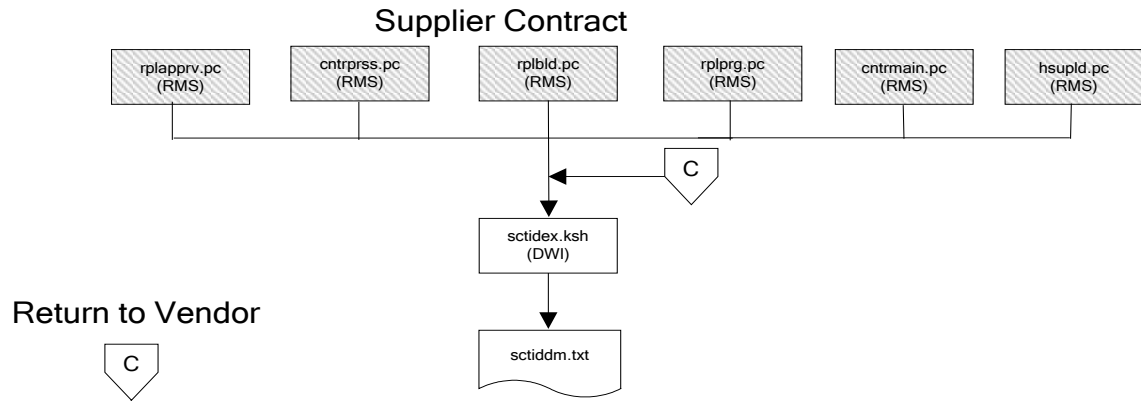 Supplier Contract
rplapprv.pc
(RMS)
cntrprss.pc
(RMS)
rplbld.pc
(RMS)
rplprg.pc
(RMS)
cntrmain.pc
(RMS)
hsupld.pc
(RMS)
C
sctidex.ksh
(DWI)
Return to Vendor
C
sctiddm.txt